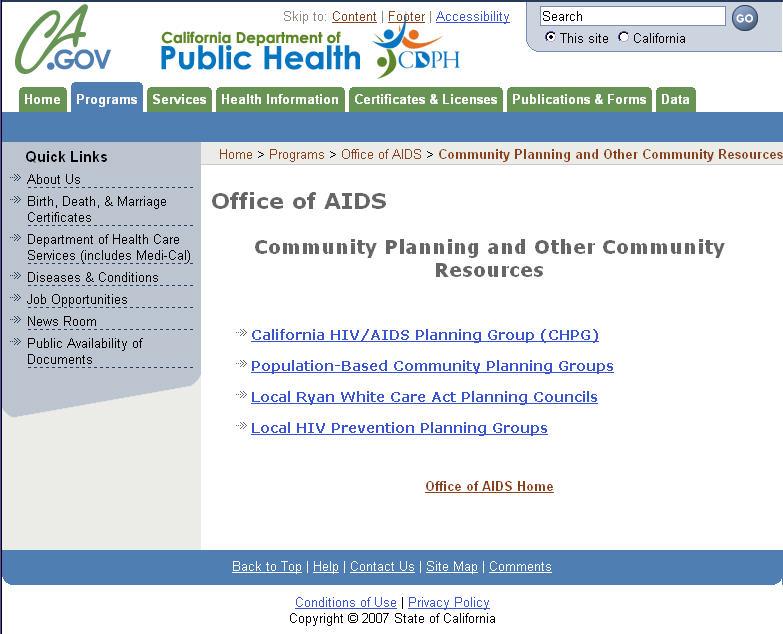 CA
.GOV
Skip to: Content | Footer | Accessibility
California Department of
Public Health
CDPH
Search
GO
This site California
Home Programs Services Health Information Certificates & Licenses Publications & Forms Data
Quick Links
About Us
Birth, Death, & Marriage
Certificates
Department of Health Care
Services (includes Medi-Cal)
Diseases & Conditions
Job Opportunities
News Room
Public Availability of
Documents
Home > Programs > Office of AIDS > Community Planning and Other Community Resources
Office of AIDS
Community Planning and Other Community
Resources
California HIV/AIDS Planning Group (CHPG)
Population-Based Community Planning Groups
Local Ryan White Care Act Planning Councils
Local HIV Prevention Planning Groups
Office of AIDS Home
Back to Top | Help | Contact Us | Site Map | Comments
Conditions of Use | Privacy Policy
Copyright © 2007 State of California